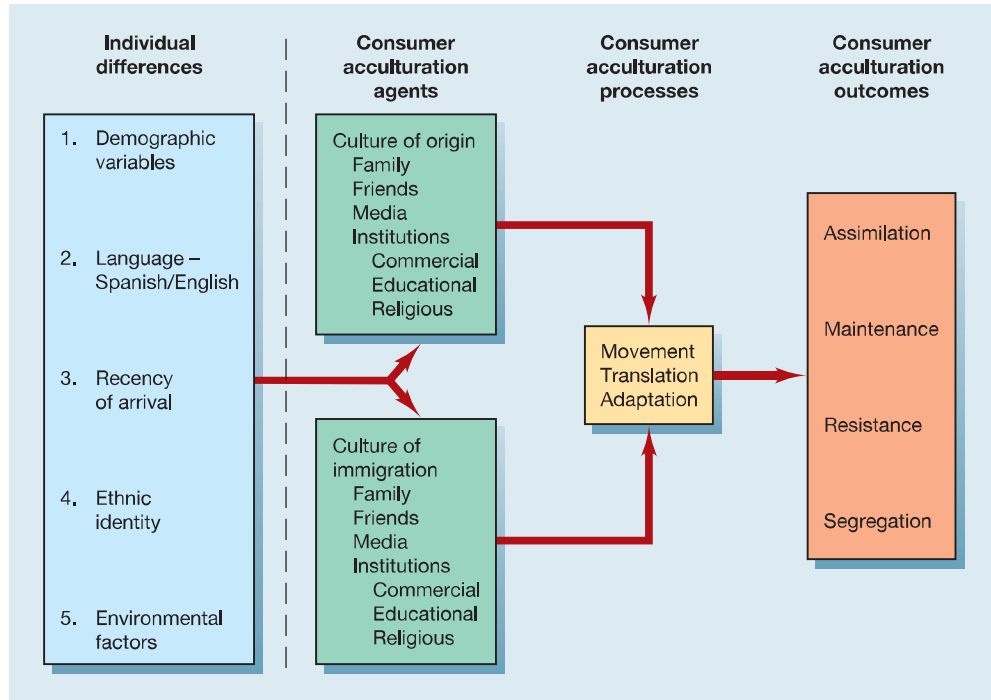 Individual
differences
Consumer
acculturation
agents
Consumer
acculturation
processes
Consumer
acculturation
outcomes
1. Demographic
variables
2. Language –
Spanish/English
3. Recency
of arrival
4. Ethnic
identity
5. Environmental
factors
Culture of origin
Family
Friends
Media
Institutions
Commercial
Educational
Religious
Culture of
immigration
Family
Friends
Media
Institutions
Commercial
Educational
Religious
Movement
Translation
Adaptation
Assimilation
Maintenance
Resistance
Segregation